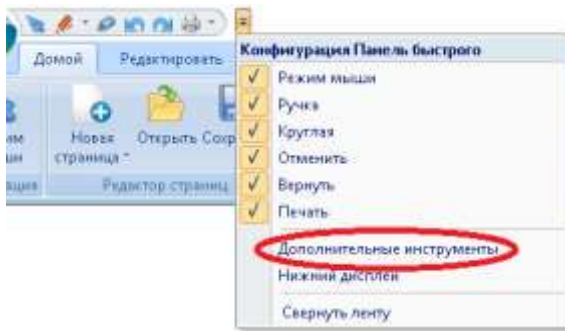 Домой Редактировать
Новая страница
Открыть
Редактор страниц
Конфигурация Панель быстрого
Режим мыши
Ручка
Круглая
Отменить
Вернуть
Печать
Дополнительные инструменты
Нижний дисплей
Свернуть ленту